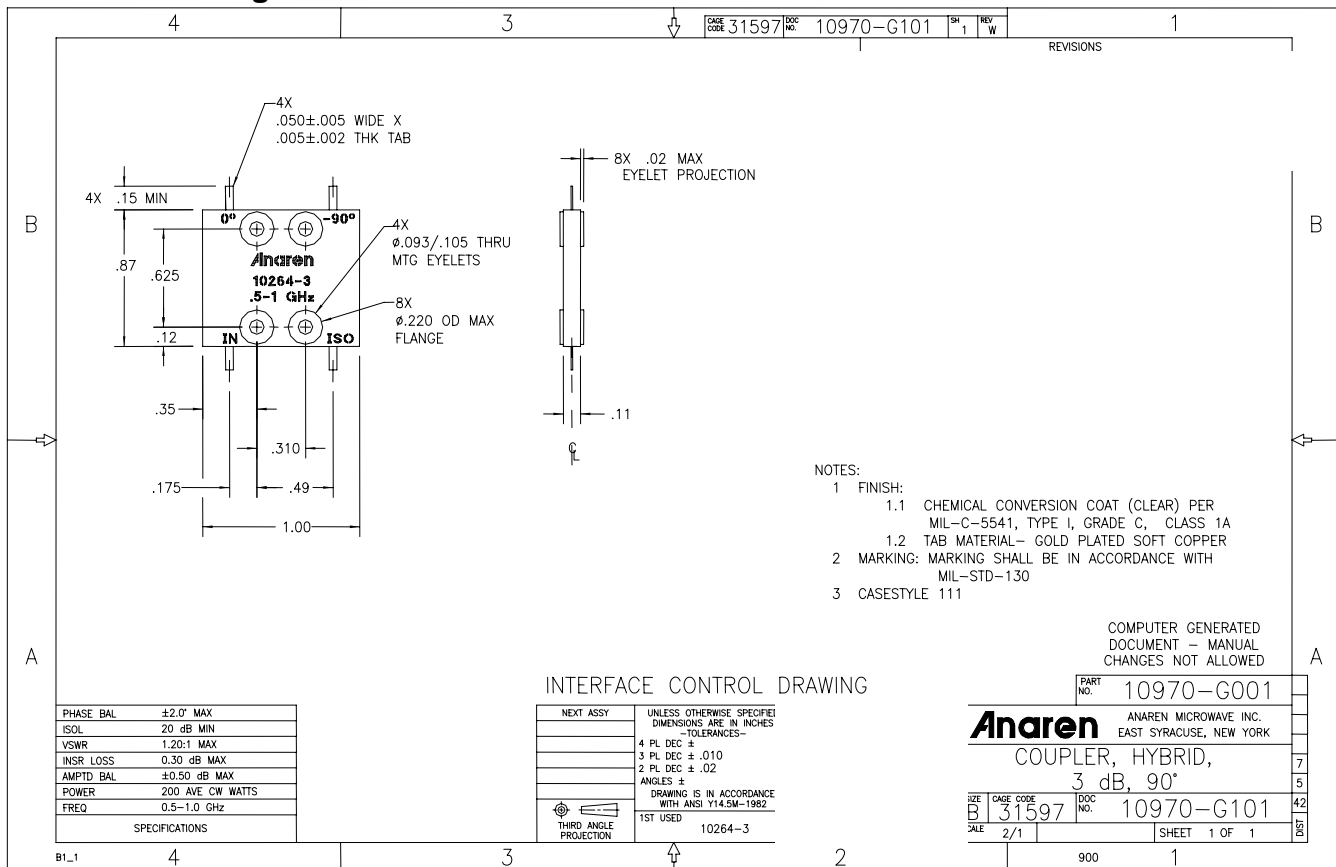 4
3
CAGE CODE 31597 DOC NO. 10970-G101 SH 1 REV W
1
REVISIONS
4X
.050±.005 WIDE X
.005±.002 THK TAB
8X .02 MAX
EYELET PROJECTION
4X .15 MIN
B
B
0°
-90°
4X
ø.093/.105 THRU
MTG EYELETS
.87
.625
Anaren
10264-3
.5-1 GHz
8X
ø.220 OD MAX
FLANGE
.12
IN
ISO
.35
.11
.310
CL
.175
.49
1.00
NOTES:
1 FINISH:
1.1 CHEMICAL CONVERSION COAT (CLEAR) PER
MIL-C-5541, TYPE I, GRADE C, CLASS 1A
1.2 TAB MATERIAL- GOLD PLATED SOFT COPPER
2 MARKING: MARKING SHALL BE IN ACCORDANCE WITH
MIL-STD-130
3 CASESTYLE 111
COMPUTER GENERATED
DOCUMENT - MANUAL
CHANGES NOT ALLOWED
A
A
INTERFACE CONTROL DRAWING
PART NO. 10970-G001
PHASE BAL ±2.0° MAX
ISOL 20 dB MIN
VSWR 1.20:1 MAX
INSR LOSS 0.30 dB MAX
AMPTD BAL ±0.50 dB MAX
POWER 200 AVE CW WATTS
FREQ 0.5-1.0 GHz
SPECIFICATIONS
NEXT ASSY
UNLESS OTHERWISE SPECIFIED
DIMENSIONS ARE IN INCHES
-TOLERANCES-
4 PL DEC ±
3 PL DEC ± .010
2 PL DEC ± .02
ANGLES ±
DRAWING IS IN ACCORDANCE
WITH ANSI Y14.5M-1982
THIRD ANGLE
PROJECTION
1ST USED
10264-3
Anaren
ANAREN MICROWAVE INC.
EAST SYRACUSE, NEW YORK
COUPLER, HYBRID,
3 dB, 90°
7
5
42
DIST
SIZE B CAGE CODE 31597 DOC NO. 10970-G101
SCALE 2/1 SHEET 1 OF 1
B1_1
4
3
2
900
1